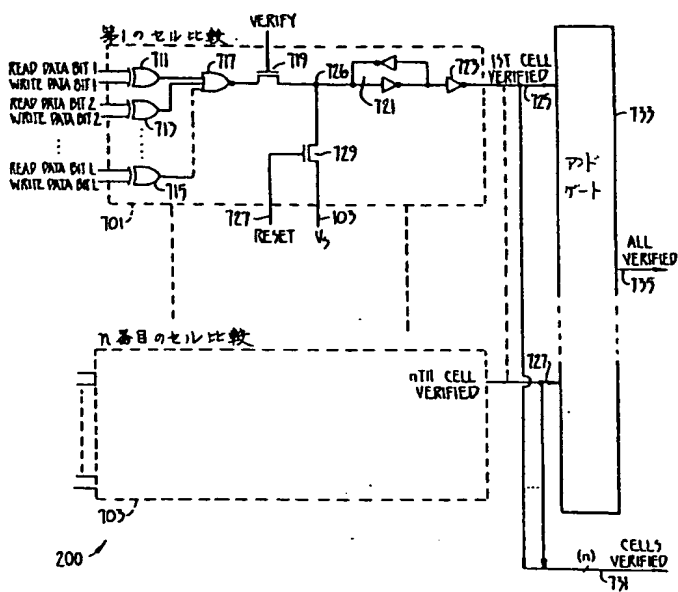 VERIFY
第1のセル比較
711
717
719
726
723
READ DATA BIT 1
WRITE DATA BIT 1
1ST CELL
VERIFIED
725
READ DATA BIT 2
WRITE DATA BIT 2
713
721
733
729
アンド
ゲート
READ DATA BIT L
WRITE DATA BIT L
715
701
727
RESET
103
Vs
ALL
VERIFIED
735
n番目のセル比較
nTH CELL
VERIFIED
727
703
200
(n)
CELLS
VERIFIED
731